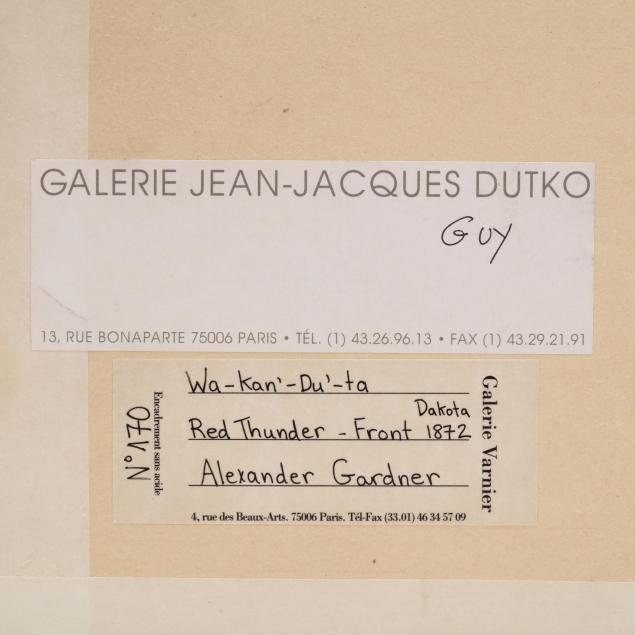 GALERIE JEAN-JACQUES DUTKO
Guy
13, RUE BONAPARTE 75006 PARIS • TÉL. (1) 43.26.96.13 • FAX (1) 43.29.21.91
Wa-Kan'-Du'-ta
Dakota
Red Thunder - Front 1872
Alexander Gardner
4, rue des Beaux-Arts. 75006 Paris. Tél-Fax (33.01) 46 34 57 09
Encadrement sans acide
N° 170
Galerie Varnier